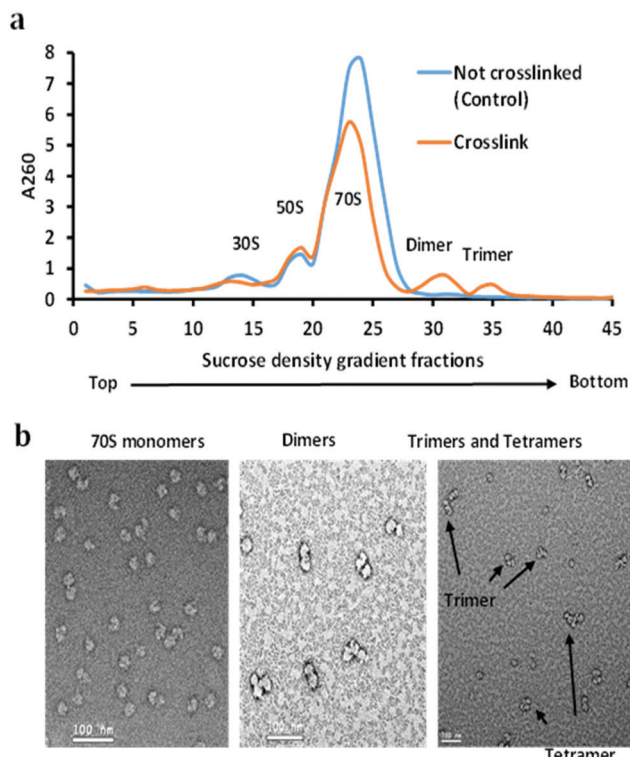 a
8
7
6
5
4
3
2
1
0
A260
Not crosslinked
(Control)
Crosslink
30S
50S
70S
Dimer
Trimer
0 5 10 15 20 25 30 35 40 45
Sucrose density gradient fractions
Top Bottom
b
70S monomers Dimers Trimers and Tetramers
Trimer
100 nm
100 nm
100 nm
Tetramer